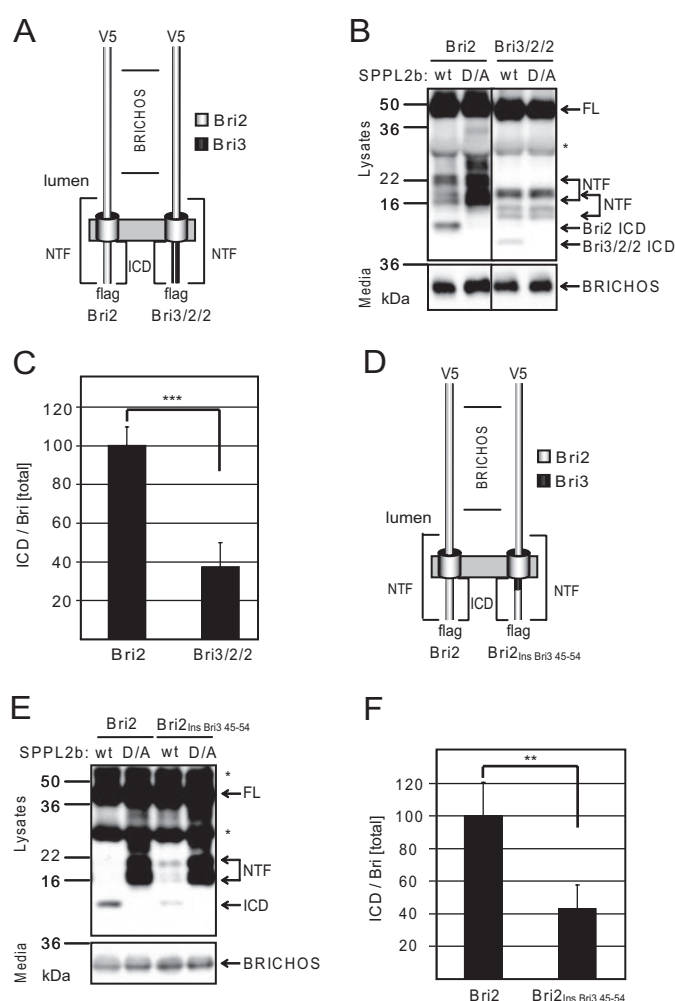 A
V5 V5
BRICHOS
Bri2
Bri3
lumen
NTF ICD NTF
flag flag
Bri2 Bri3/2/2
B
Bri2 Bri3/2/2
SPPL2b: wt D/A wt D/A
Lysates
50
36
22
16
FL
*
NTF
NTF
Bri2 ICD
Bri3/2/2 ICD
Media
36
kDa
BRICHOS
C
***
ICD / Bri [total]
120
100
80
60
40
20
Bri2 Bri3/2/2
D
V5 V5
BRICHOS
Bri2
Bri3
lumen
NTF ICD NTF
flag flag
Bri2 Bri2Ins Bri3 45-54
E
Bri2 Bri2Ins Bri3 45-54
SPPL2b: wt D/A wt D/A
Lysates
50
36
22
16
*
FL
*
NTF
ICD
Media
36
kDa
BRICHOS
F
**
ICD / Bri [total]
120
100
80
60
40
20
Bri2 Bri2Ins Bri3 45-54